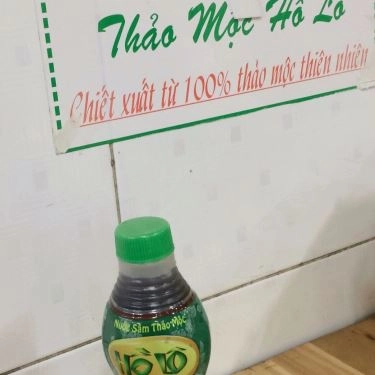 Thảo Mộc Hồ Lô
Chiết xuất từ 100% thảo mộc thiên nhiên
Nước Sâm Thảo Mộc
HỒ LÔ